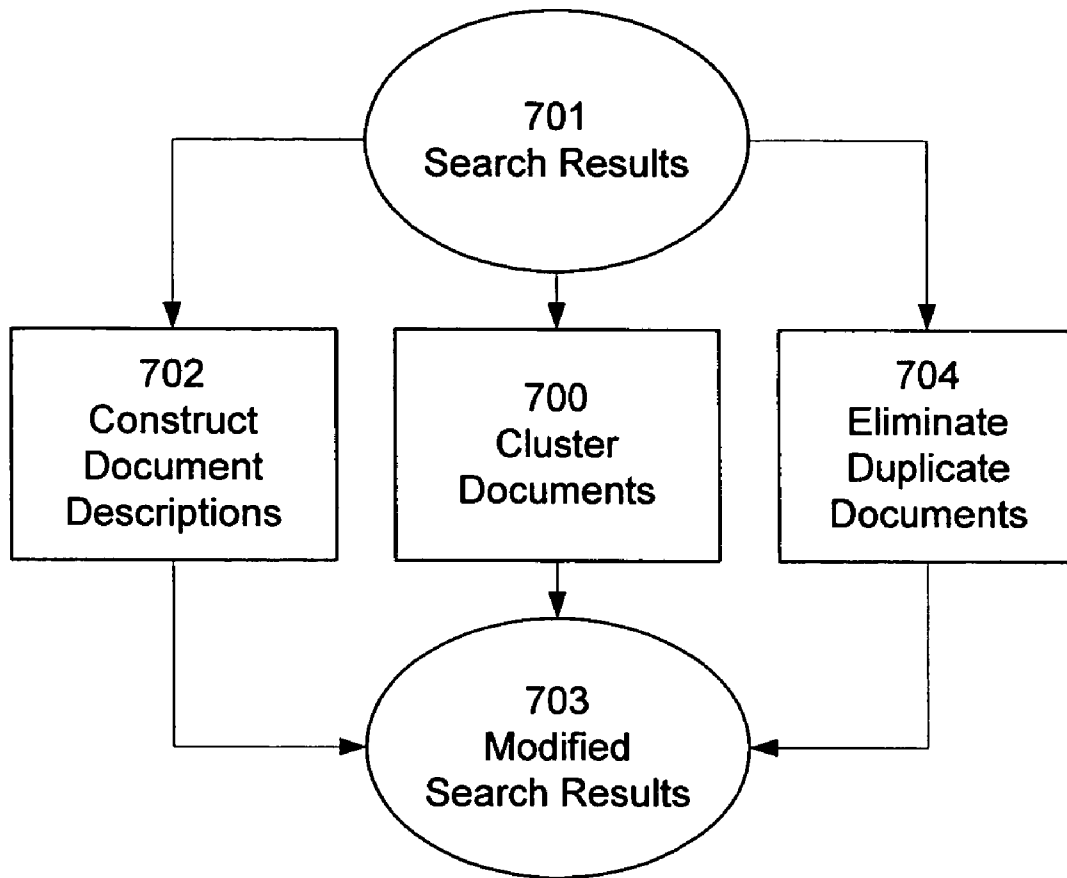 701
Search Results
702
Construct
Document
Descriptions
700
Cluster
Documents
704
Eliminate
Duplicate
Documents
703
Modified
Search Results